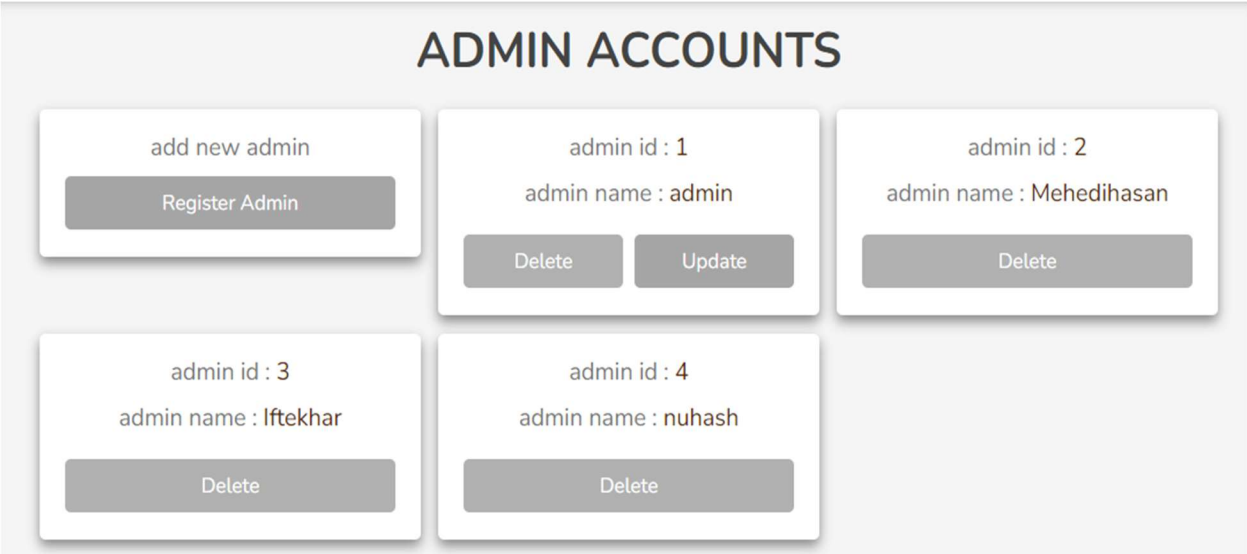 ADMIN ACCOUNTS
add new admin
Register Admin
admin id : 1
admin name : admin
Delete
Update
admin id : 2
admin name : Mehedihasan
Delete
admin id : 3
admin name : Iftekhar
Delete
admin id : 4
admin name : nuhash
Delete